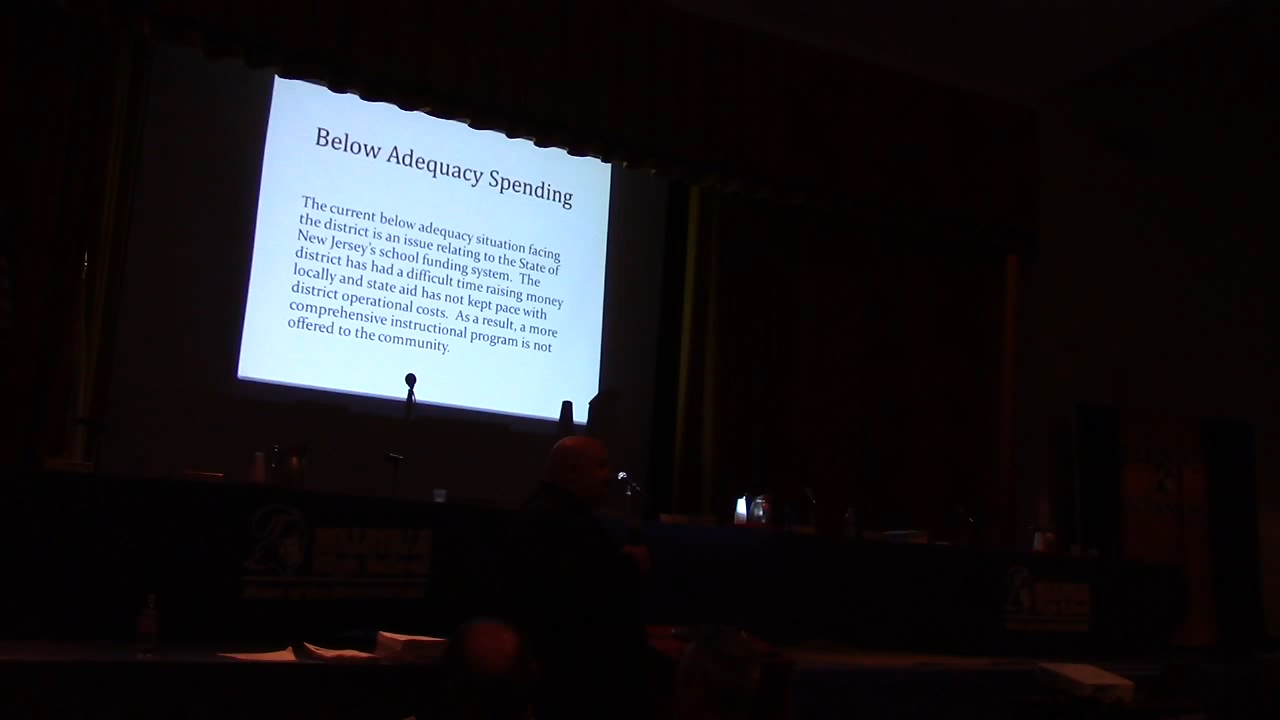 Below Adequacy Spending
The current below adequacy situation facing
the district is an issue relating to the State of
New Jersey's school funding system.  The
district has had a difficult time raising money
locally and state aid has not kept pace with
district operational costs.  As a result, a more
comprehensive instructional program is not
offered to the community.